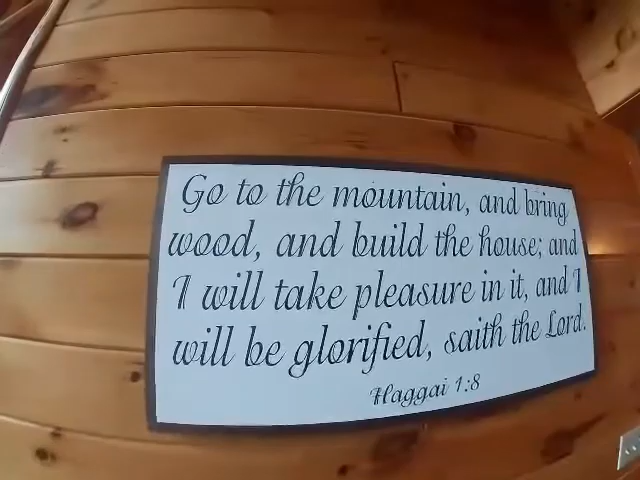 Go to the mountain, and bring
wood, and build the house; and
I will take pleasure in it, and I
will be glorified, saith the Lord.
Haggai 1:8